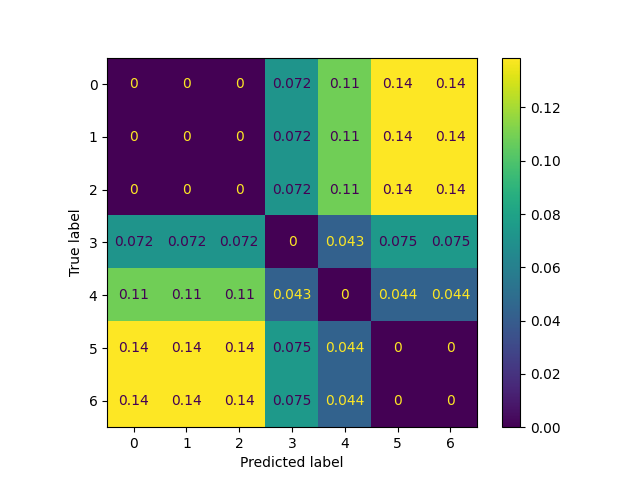 0 0 0 0 0.072 0.11 0.14 0.14
1 0 0 0 0.072 0.11 0.14 0.14
2 0 0 0 0.072 0.11 0.14 0.14
3 0.072 0.072 0.072 0 0.043 0.075 0.075
4 0.11 0.11 0.11 0.043 0 0.044 0.044
5 0.14 0.14 0.14 0.075 0.044 0 0
6 0.14 0.14 0.14 0.075 0.044 0 0
0 1 2 3 4 5 6
Predicted label
True label
0.12
0.10
0.08
0.06
0.04
0.02
0.00